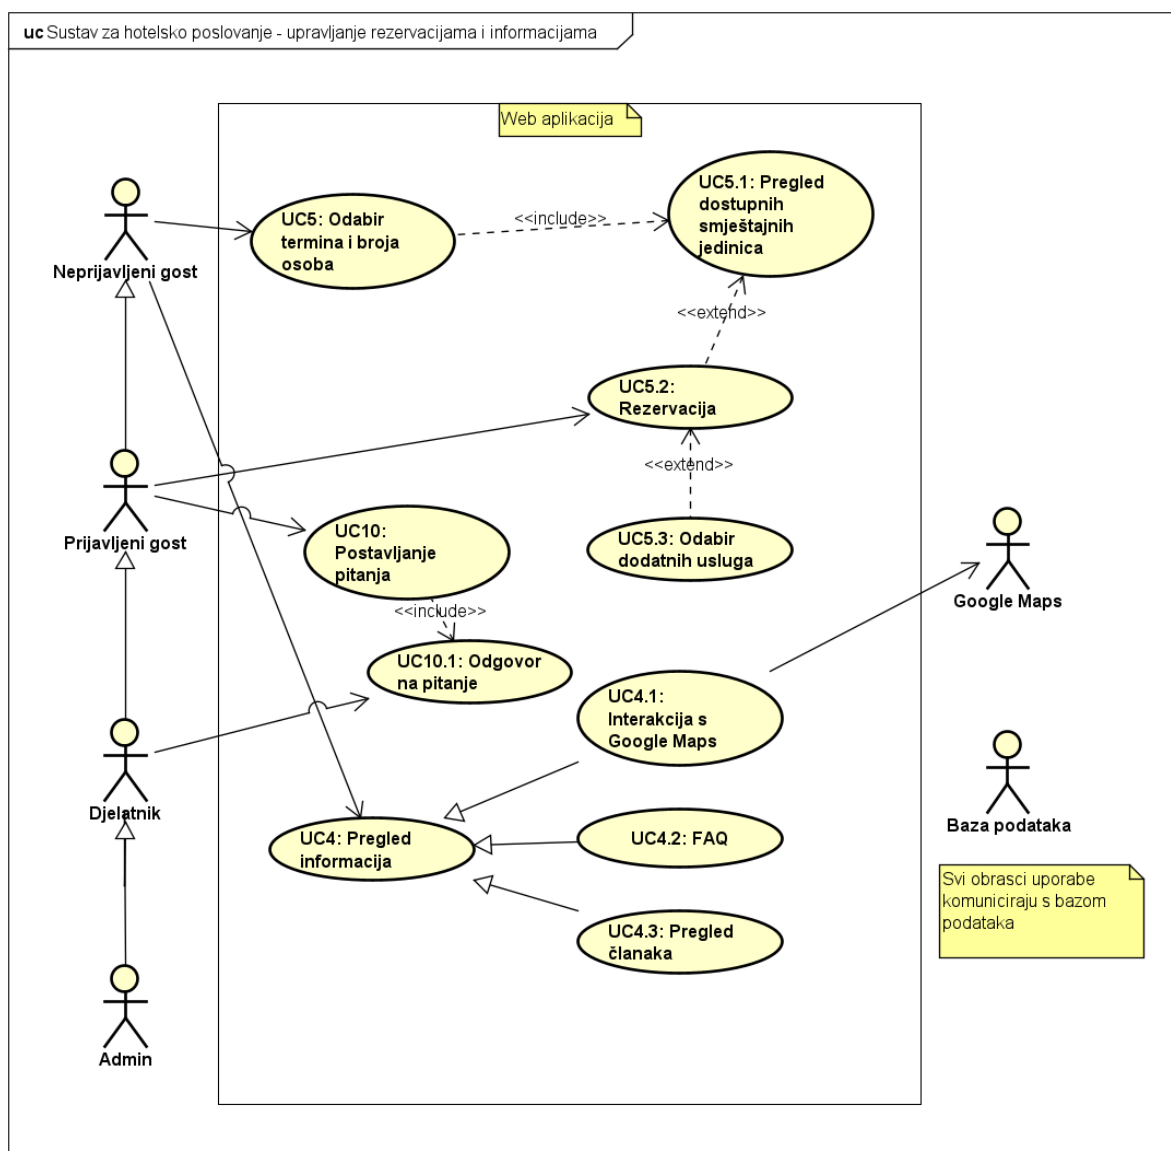 uc Sustav za hotelsko poslovanje - upravljanje rezervacijama i informacijama
Web aplikacija
UC5.1: Pregled
dostupnih
smještajnih
jedinica
UC5: Odabir
termina i broja
osoba
<<include>>
Neprijavljeni gost
<<extend>>
UC5.2:
Rezervacija
<<extend>>
Prijavljeni gost
UC10:
Postavljanje
pitanja
UC5.3: Odabir
dodatnih usluga
Google Maps
<<include>>
UC10.1: Odgovor
na pitanje
UC4.1:
Interakcija s
Google Maps
Djelatnik
Baza podataka
UC4: Pregled
informacija
UC4.2: FAQ
Svi obrasci uporabe
komuniciraju s bazom
podataka
UC4.3: Pregled
članaka
Admin